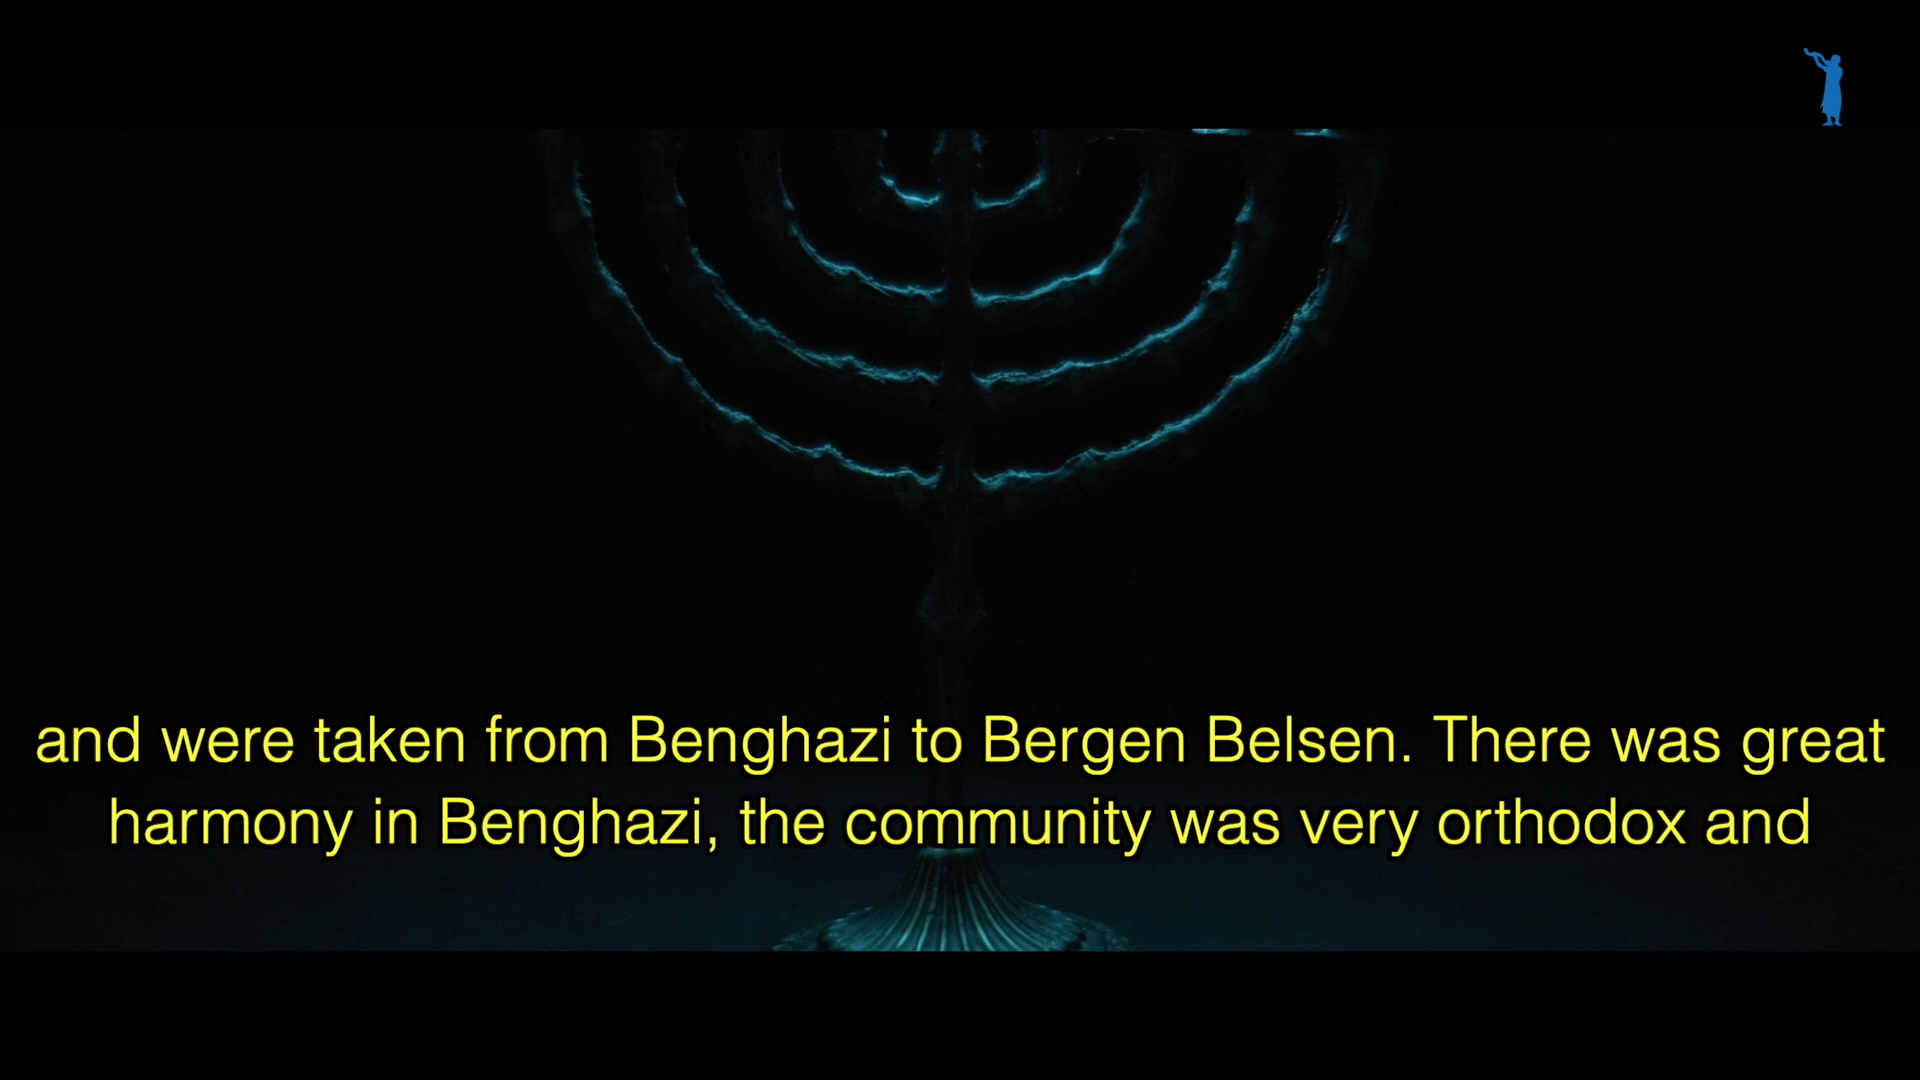 and were taken from Benghazi to Bergen Belsen. There was great
harmony in Benghazi, the community was very orthodox and